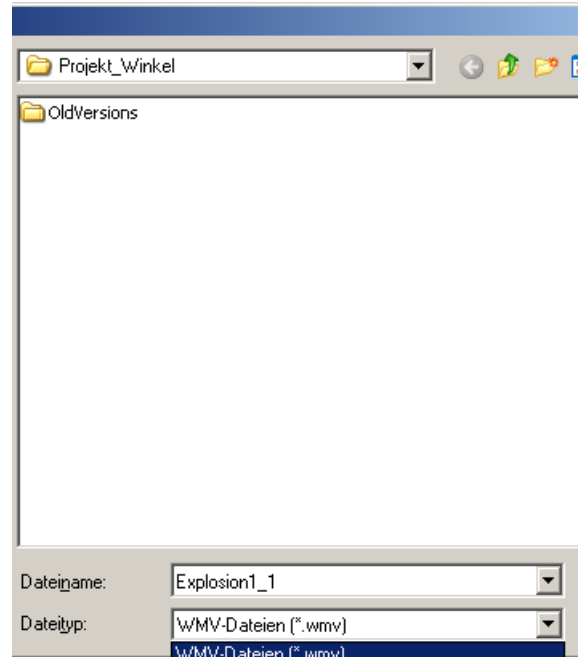 Projekt_Winkel
OldVersions
Dateiname: Explosion1_1
Dateityp: WMV-Dateien (*.wmv)
WMV-Dateien (*.wmv)